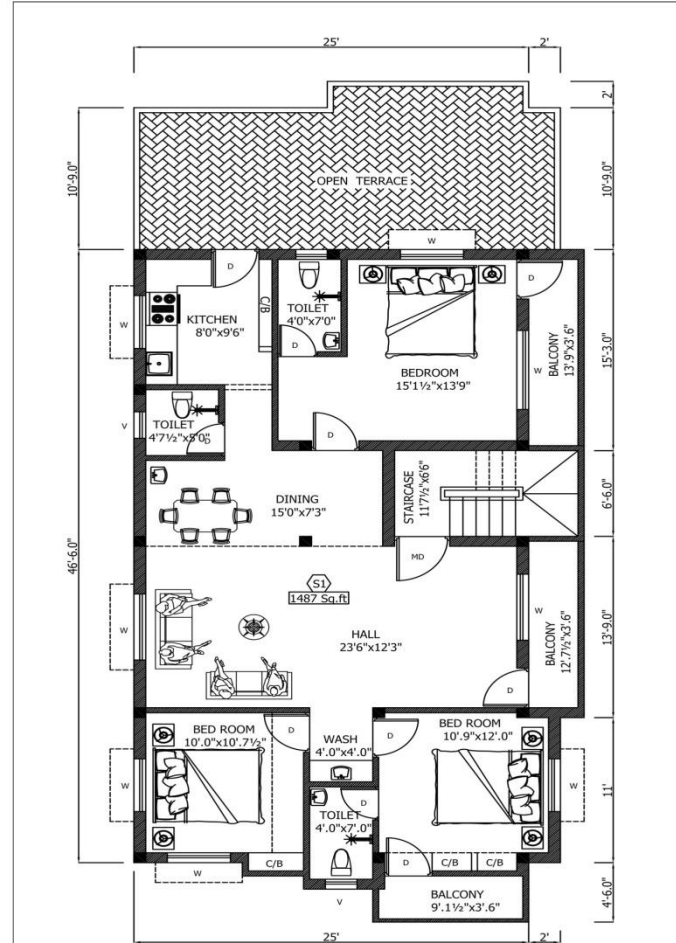 25'
2'
2'
10'-9.0"
10'-9.0"
OPEN TERRACE
W
D
D
KITCHEN
8'0"x9'6"
C/B
TOILET
4'0"x7'0"
D
W
BEDROOM
15'1½"x13'9"
W
BALCONY
13'.9"x3'.6"
15'-3.0"
V
TOILET
4'7½"x5'0"
D
D
DINING
15'0"x7'3"
STAIRCASE
11'7½"x6'6"
6'-6.0"
46'-6.0"
MD
S1
1487 Sq.ft
W
HALL
23'6"x12'3"
W
BALCONY
12'.7½"x3'.6"
13'-9.0"
D
BED ROOM
10'.0"x10'.7½"
D
WASH
4'.0"x4'.0"
D
BED ROOM
10'.9"x12'.0"
W
W
11'
TOILET
4'.0"x7'.0"
D
C/B
D
C/B
C/B
W
V
BALCONY
9'.1½"x3'.6"
4'-6.0"
25'
2'